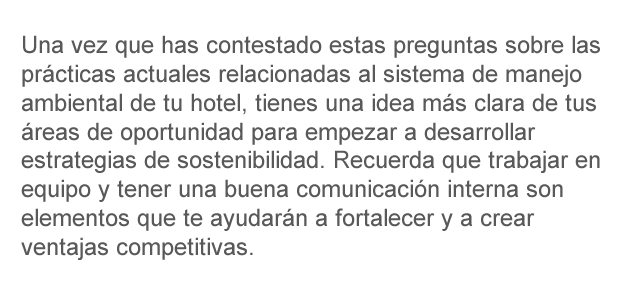 Una vez que has contestado estas preguntas sobre las
prácticas actuales relacionadas al sistema de manejo
ambiental de tu hotel, tienes una idea más clara de tus
áreas de oportunidad para empezar a desarrollar
estrategias de sostenibilidad. Recuerda que trabajar en
equipo y tener una buena comunicación interna son
elementos que te ayudarán a fortalecer y a crear
ventajas competitivas.